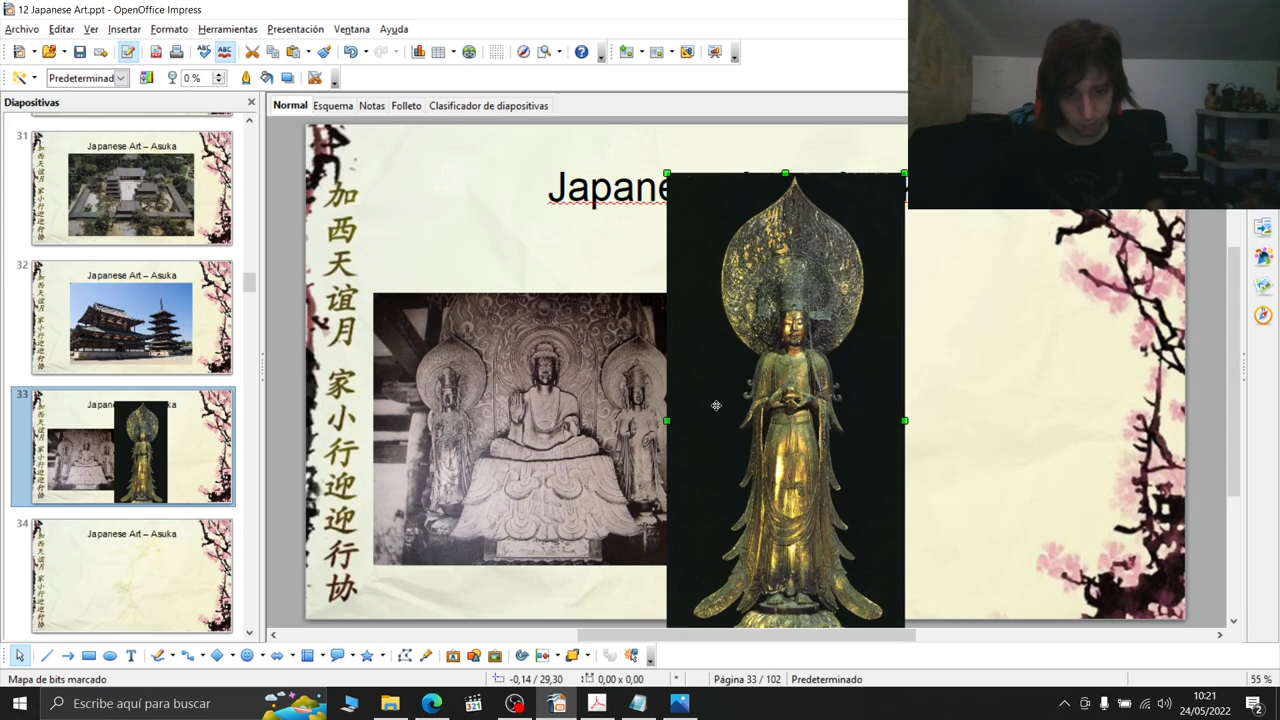 12 Japanese Art.ppt - OpenOffice Impress
Archivo Editar Ver Insertar Formato Herramientas Presentación Ventana Ayuda
Predeterminad 0 %
Diapositivas
Normal Esquema Notas Folleto Clasificador de diapositivas
31
Japanese Art – Asuka
32
Japanese Art – Asuka
33
34
Japanese Art – Asuka
Japane
加
西
天
谊
月
家
小
行
迎
迎
行
协
Mapa de bits marcado
-0,14 / 29,30
0,00 x 0,00
*
Página 33 / 102
Predeterminado
55 %
Escribe aquí para buscar
321
10:21
24/05/2022
2